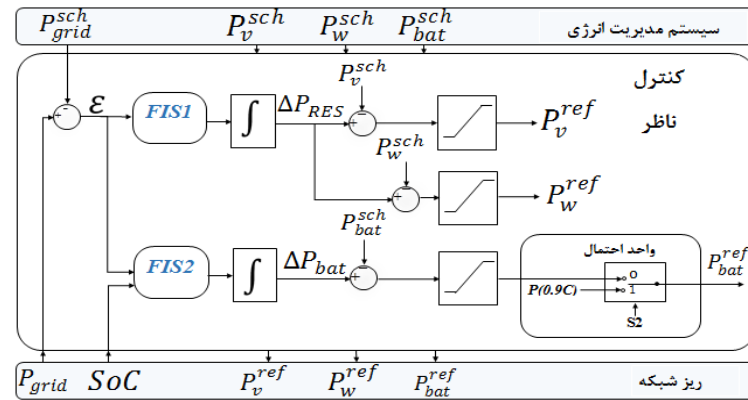 P_grid^sch P_v^sch P_w^sch P_bat^sch سیستم مدیریت انرژی
کنترل
ناظر
P_v^sch
- + ε FIS1 ∫ ΔP_RES + - P_v^ref
P_w^sch
+ - P_w^ref
P_bat^sch
FIS2 ∫ ΔP_bat + -
واحد احتمال
0
P(0.9C) 1
S2
P_bat^ref
P_grid SoC P_v^ref P_w^ref P_bat^ref ریز شبکه